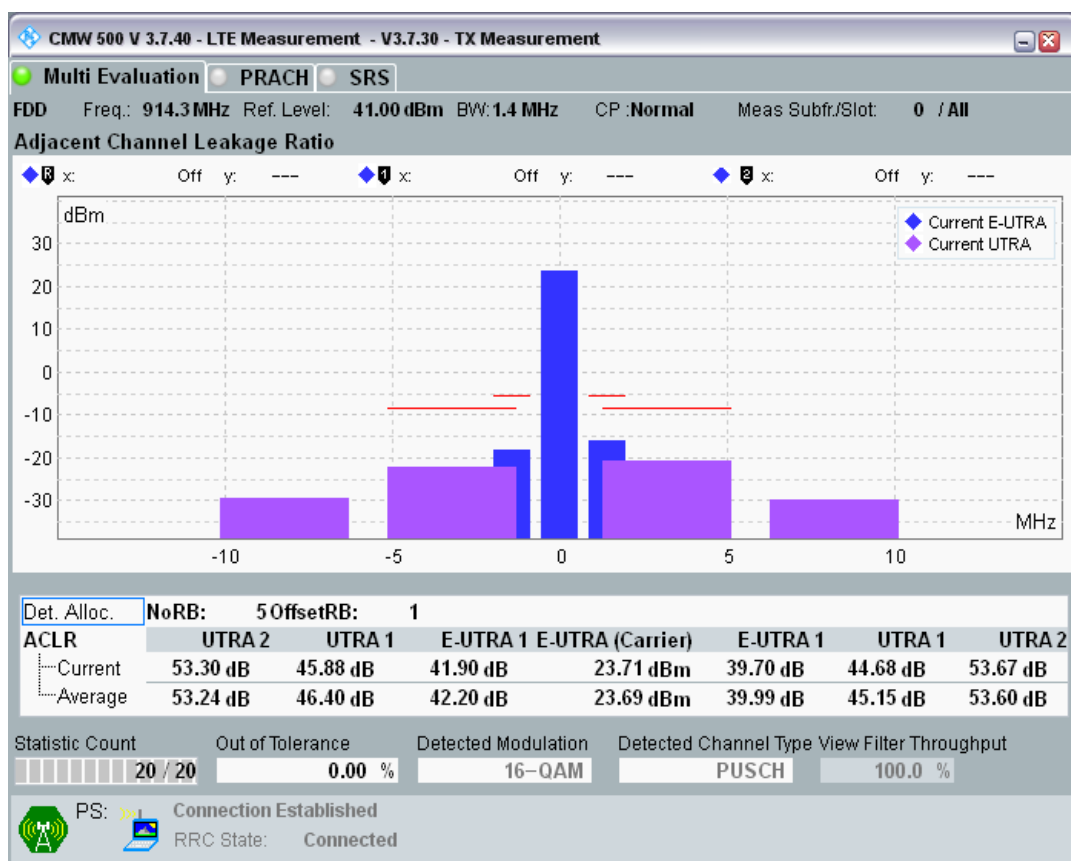 CMW 500 V 3.7.40 - LTE Measurement - V3.7.30 - TX Measurement
Multi Evaluation PRACH SRS
FDD Freq.: 914.3 MHz Ref. Level: 41.00 dBm BW: 1.4 MHz CP :Normal Meas Subfr./Slot: 0 / All
Adjacent Channel Leakage Ratio
R x: Off y: --- 1 x: Off y: --- 2 x: Off y: ---
dBm
Current E-UTRA
Current UTRA
30
20
10
0
-10
-20
-30
MHz
-10 -5 0 5 10
Det. Alloc. NoRB: 5 OffsetRB: 1
ACLR UTRA 2 UTRA 1 E-UTRA 1 E-UTRA (Carrier) E-UTRA 1 UTRA 1 UTRA 2
Current 53.30 dB 45.88 dB 41.90 dB 23.71 dBm 39.70 dB 44.68 dB 53.67 dB
Average 53.24 dB 46.40 dB 42.20 dB 23.69 dBm 39.99 dB 45.15 dB 53.60 dB
Statistic Count Out of Tolerance Detected Modulation Detected Channel Type View Filter Throughput
20 / 20 0.00 % 16-QAM PUSCH 100.0 %
PS: Connection Established
RRC State: Connected